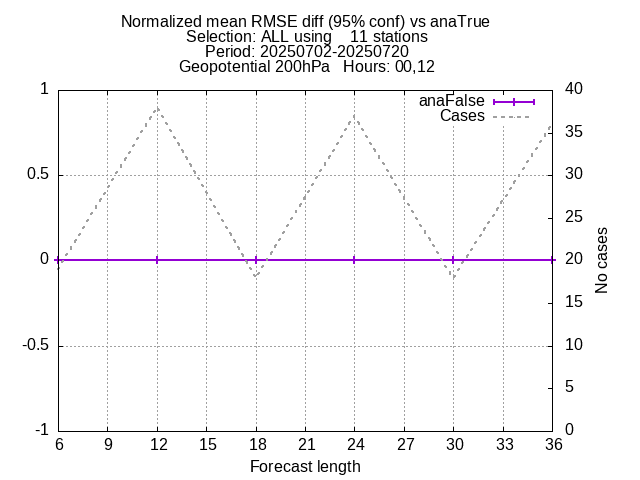 Normalized mean RMSE diff (95% conf) vs anaTrue
Selection: ALL using    11 stations
Period: 20250702-20250720
Geopotential 200hPa   Hours: 00,12
anaFalse
Cases
1
0.5
0
-0.5
-1
40
35
30
25
20
15
10
5
0
No cases
6 9 12 15 18 21 24 27 30 33 36
Forecast length